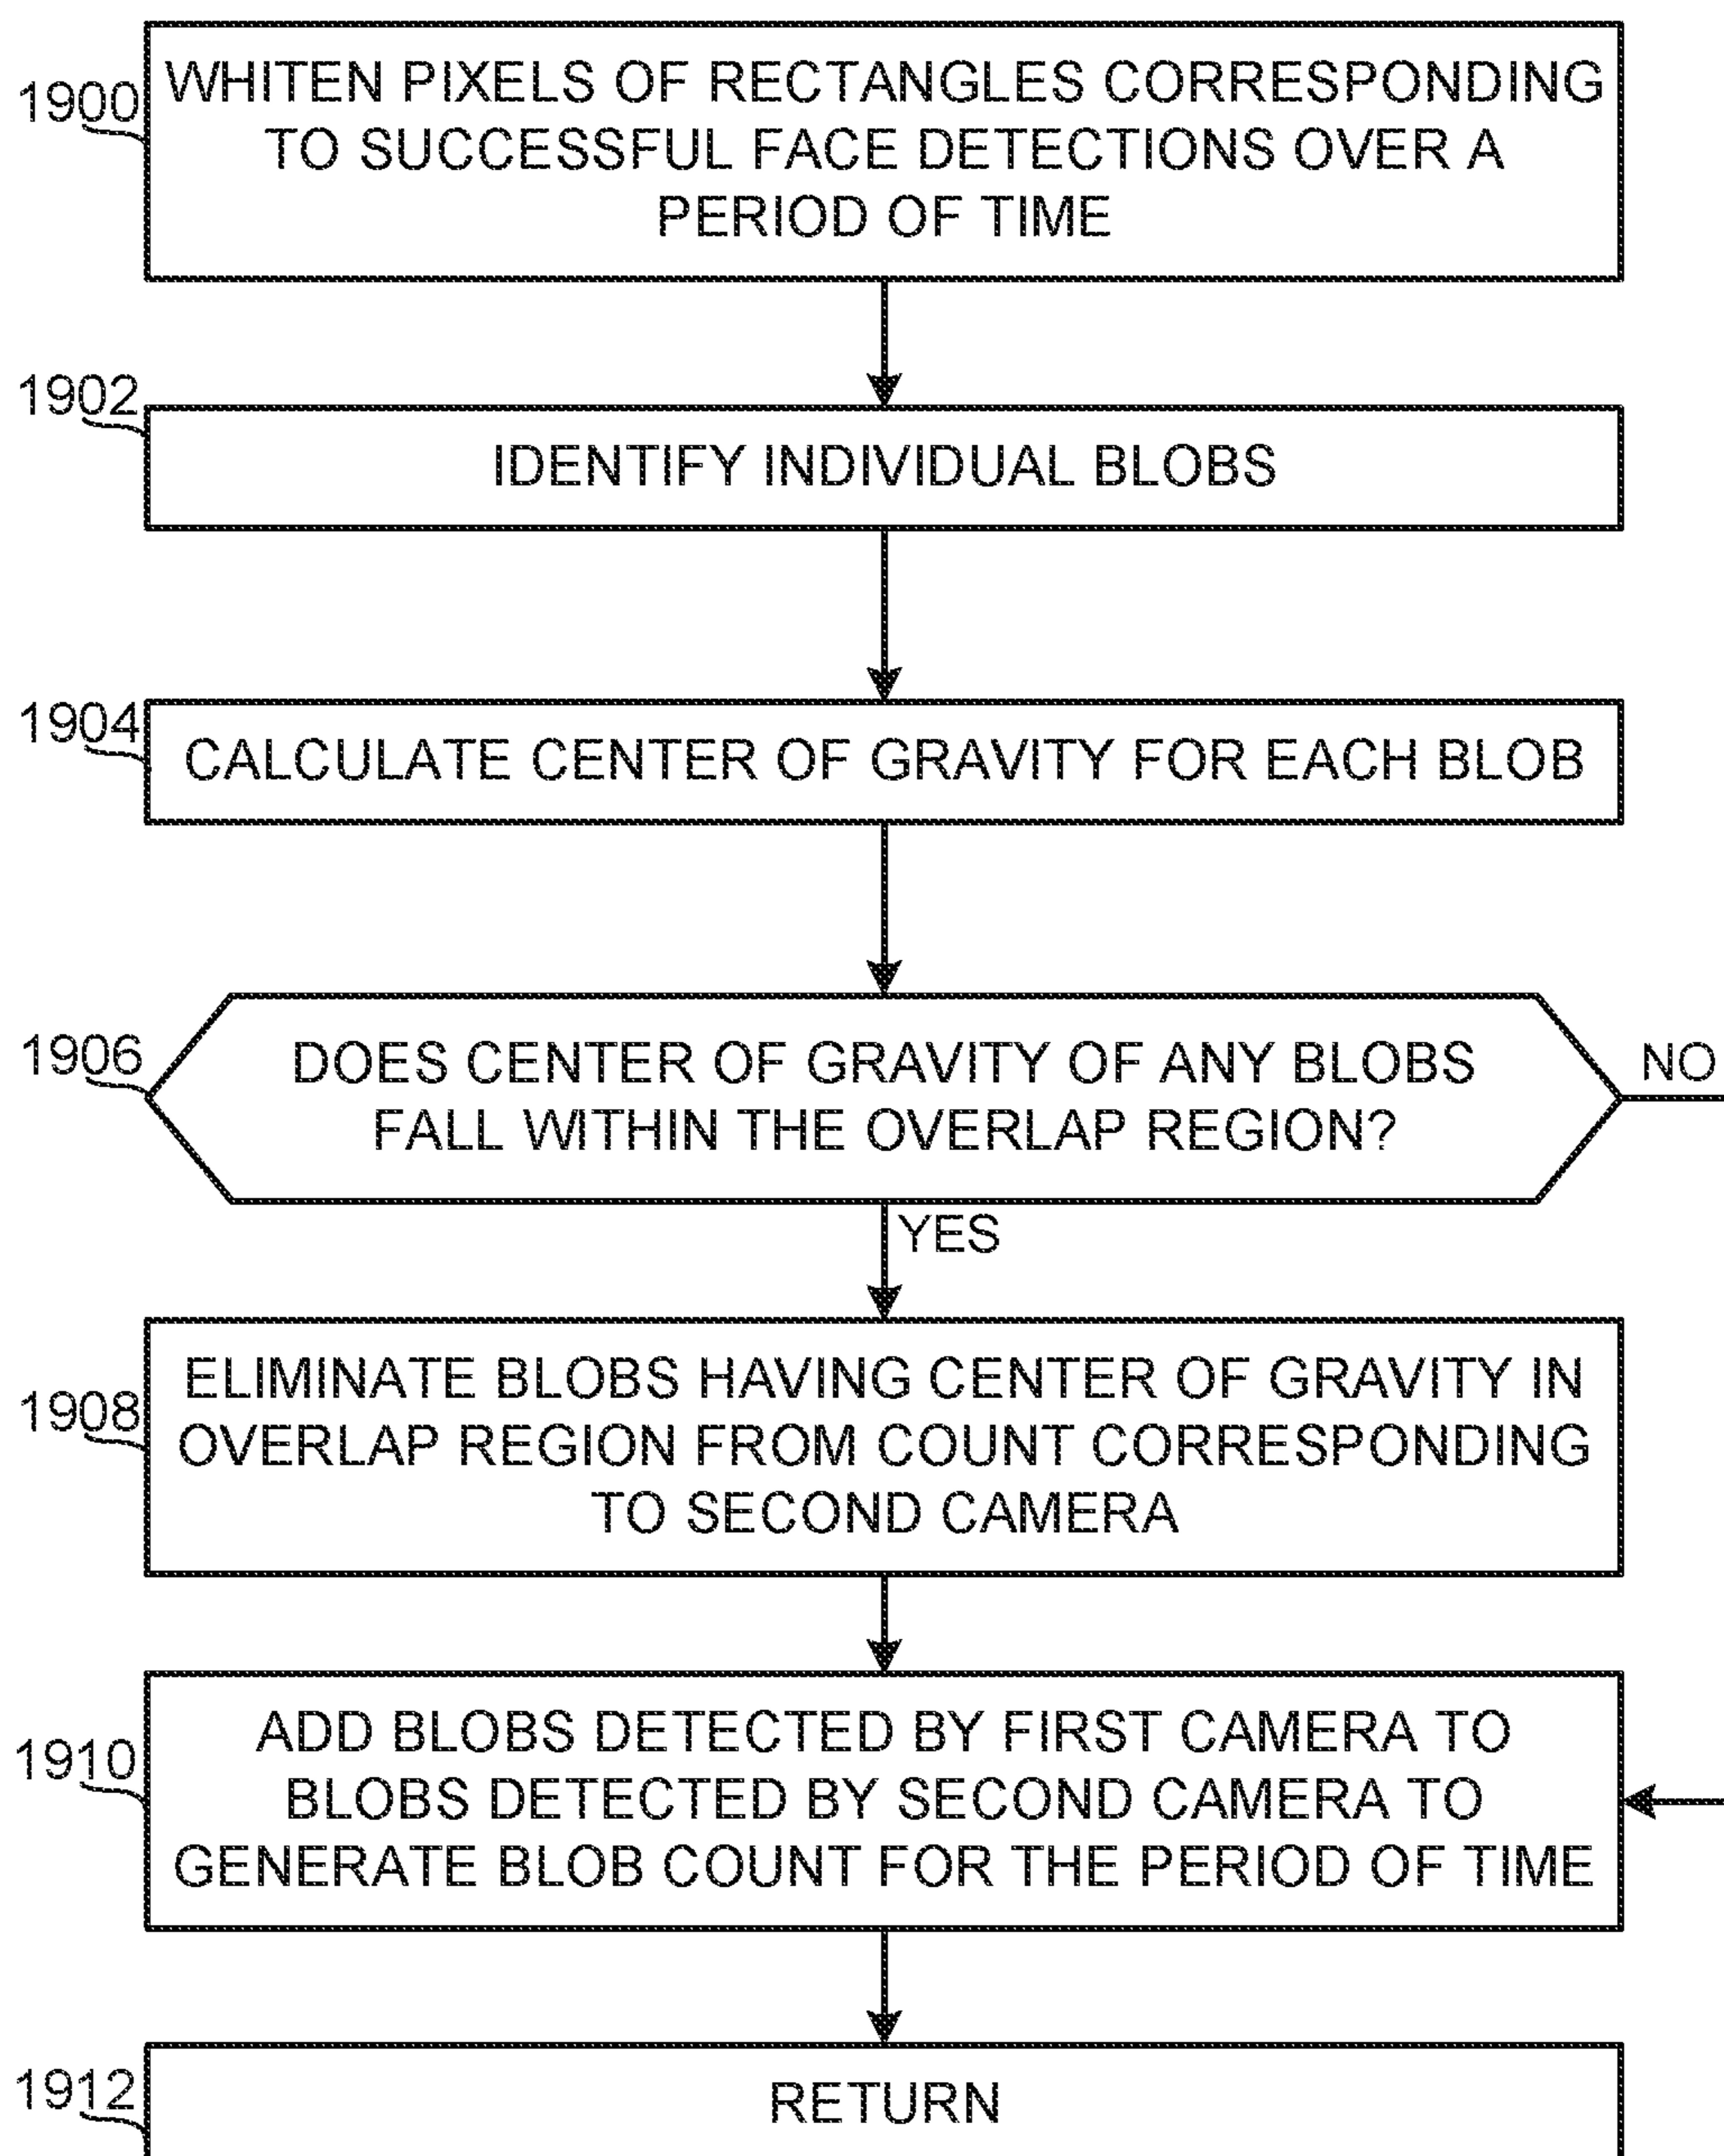 1900
WHITEN PIXELS OF RECTANGLES CORRESPONDING
TO SUCCESSFUL FACE DETECTIONS OVER A
PERIOD OF TIME
1902
IDENTIFY INDIVIDUAL BLOBS
1904
CALCULATE CENTER OF GRAVITY FOR EACH BLOB
1906
DOES CENTER OF GRAVITY OF ANY BLOBS
FALL WITHIN THE OVERLAP REGION?
NO
YES
1908
ELIMINATE BLOBS HAVING CENTER OF GRAVITY IN
OVERLAP REGION FROM COUNT CORRESPONDING
TO SECOND CAMERA
1910
ADD BLOBS DETECTED BY FIRST CAMERA TO
BLOBS DETECTED BY SECOND CAMERA TO
GENERATE BLOB COUNT FOR THE PERIOD OF TIME
1912
RETURN